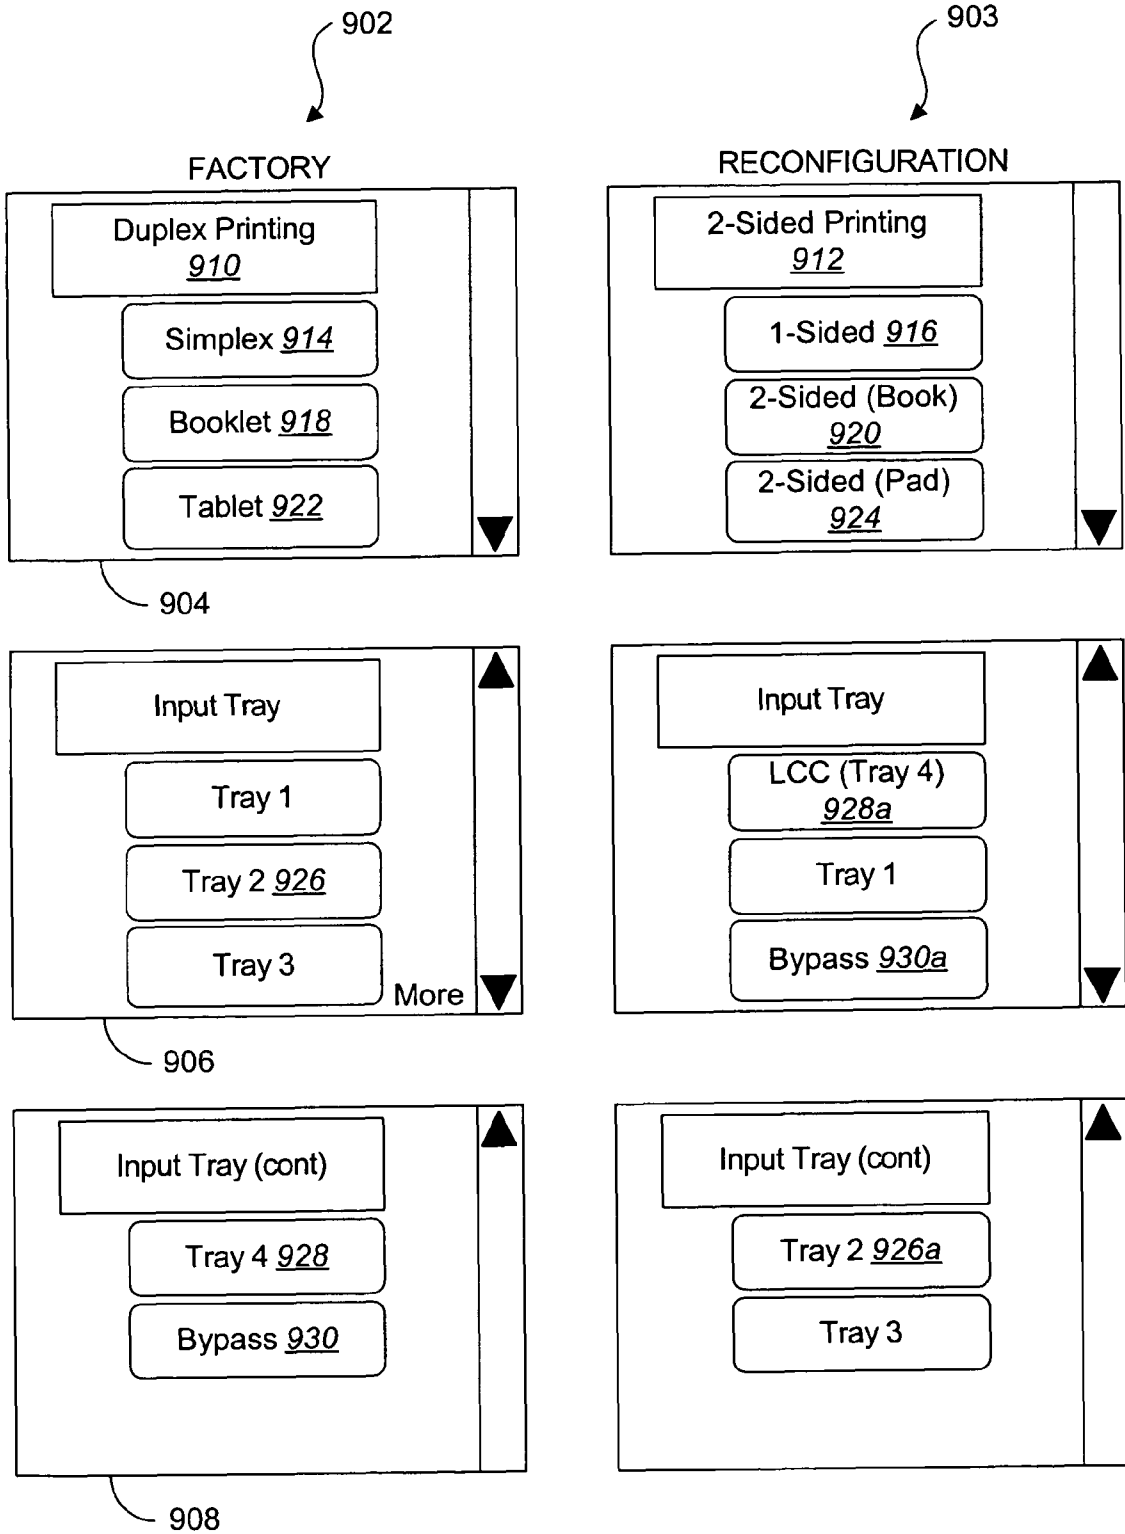 902
903
FACTORY
RECONFIGURATION
Duplex Printing
910
Simplex 914
Booklet 918
Tablet 922
904
2-Sided Printing
912
1-Sided 916
2-Sided (Book)
920
2-Sided (Pad)
924
Input Tray
Tray 1
Tray 2 926
Tray 3
More
906
Input Tray
LCC (Tray 4)
928a
Tray 1
Bypass 930a
Input Tray (cont)
Tray 4 928
Bypass 930
908
Input Tray (cont)
Tray 2 926a
Tray 3